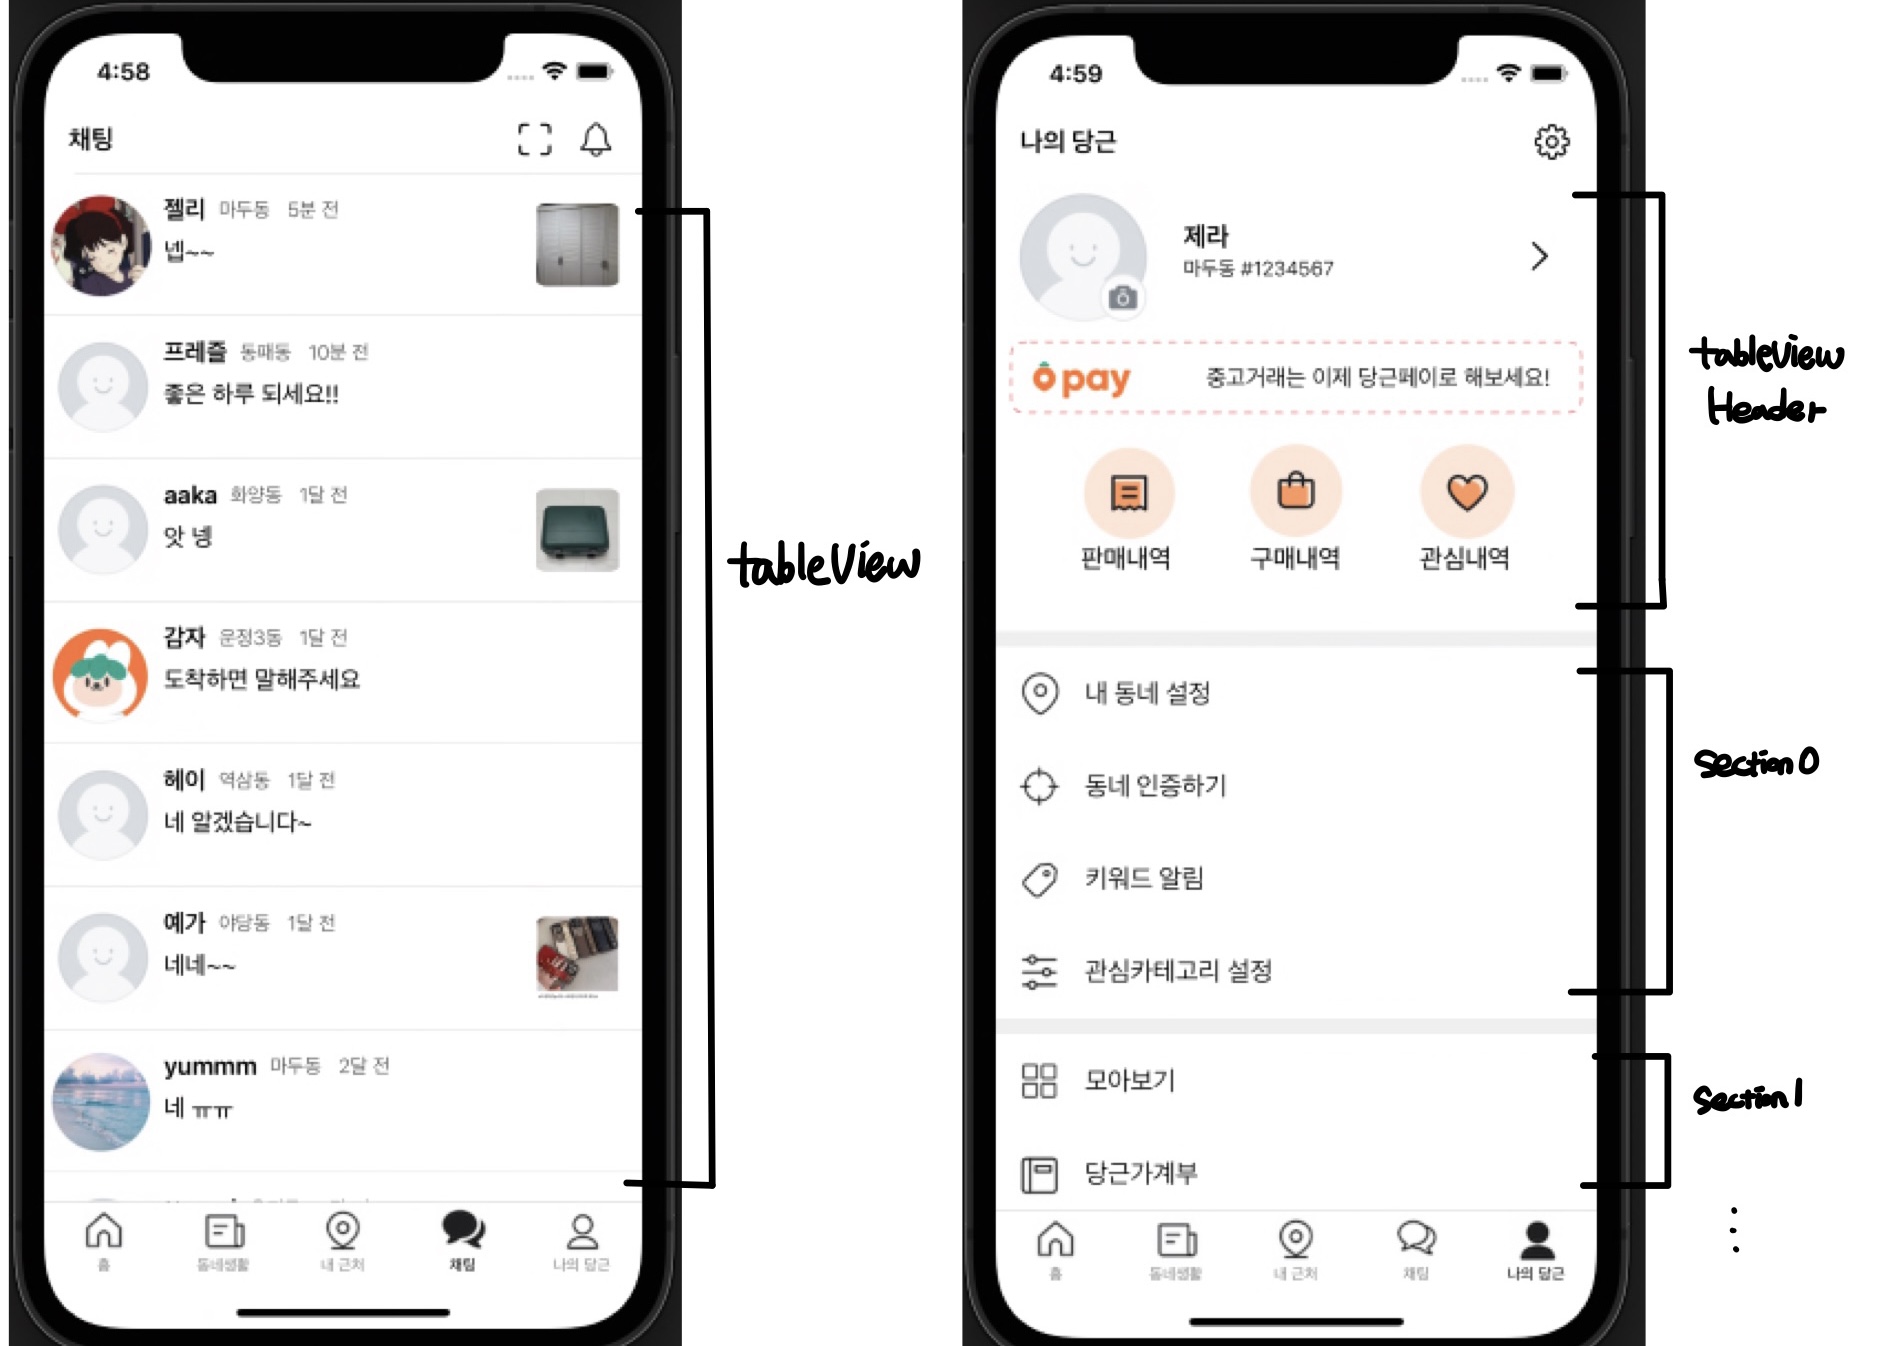 4:58
채팅
젤리 마두동 5분 전
넵~~
프레즐 동패동 10분 전
좋은 하루 되세요!!
aaka 화양동 1달 전
앗 넹
감자 운정3동 1달 전
도착하면 말해주세요
헤이 역삼동 1달 전
네 알겠습니다~
예가 야당동 1달 전
네네~~
yummm 마두동 2달 전
네 ㅠㅠ
홈 동네생활 내 근처 채팅 나의 당근
tableView
4:59
나의 당근
제라
마두동 #1234567
pay 중고거래는 이제 당근페이로 해보세요!
판매내역 구매내역 관심내역
내 동네 설정
동네 인증하기
키워드 알림
관심카테고리 설정
모아보기
당근가계부
홈 동네생활 내 근처 채팅 나의 당근
tableView
Header
Section 0
Section 1